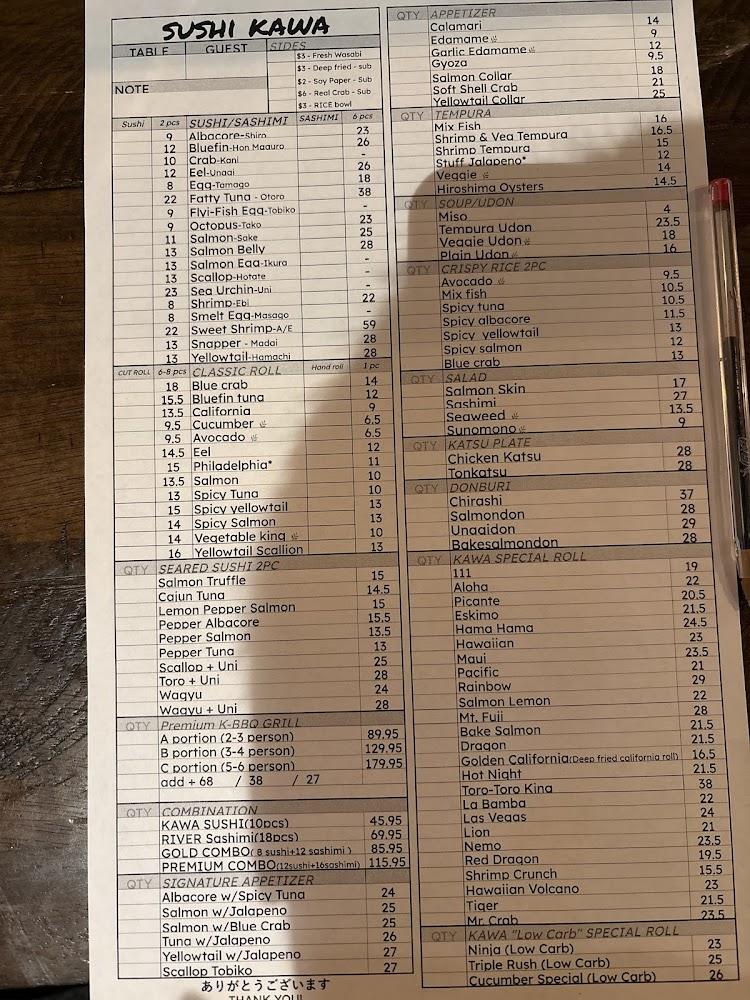 SUSHI KAWA
TABLE GUEST SIDES
$3 - Fresh Wasabi
$3 - Deep fried - sub
$2 - Soy Paper - Sub
$6 - Real Crab - Sub
$3 - RICE bowl
NOTE
Sushi 2 pcs SUSHI/SASHIMI SASHIMI 6 pcs
9 Albacore-Shiro 23
12 Bluefin-Hon Maguro 26
10 Crab-Kani -
12 Eel-Unagi 26
8 Egg-Tamago 18
22 Fatty Tuna - Otoro 38
9 Flyi-Fish Egg-Tobiko -
9 Octopus-Tako 23
11 Salmon-Sake 25
13 Salmon Belly 28
13 Salmon Egg-Ikura -
13 Scallop-Hotate -
23 Sea Urchin-Uni -
8 Shrimp-Ebi 22
8 Smelt Egg-Masago -
22 Sweet Shrimp-A/E 59
13 Snapper - Madai 28
13 Yellowtail-Hamachi 28
CUT ROLL 6-8 pcs CLASSIC ROLL Hand roll 1 pc
18 Blue crab 14
15.5 Bluefin tuna 12
13.5 California 9
9.5 Cucumber 6.5
9.5 Avocado 6.5
14.5 Eel 12
15 Philadelphia* 11
13.5 Salmon 10
13 Spicy Tuna 10
15 Spicy yellowtail 13
14 Spicy Salmon 13
14 Vegetable king 10
16 Yellowtail Scallion 13
QTY SEARED SUSHI 2PC
Salmon Truffle 15
Cajun Tuna 14.5
Lemon Pepper Salmon 15
Pepper Albacore 15.5
Pepper Salmon 13.5
Pepper Tuna 13
Scallop + Uni 25
Toro + Uni 28
Wagyu 24
Wagyu + Uni 28
QTY Premium K-BBQ GRILL
A portion (2-3 person) 89.95
B portion (3-4 person) 129.95
C portion (5-6 person) 179.95
add + 68 / 38 / 27
QTY COMBINATION
KAWA SUSHI(10pcs) 45.95
RIVER Sashimi(18pcs) 69.95
GOLD COMBO( 8 sushi+12 sashimi ) 85.95
PREMIUM COMBO(12sushi+16sashimi) 115.95
QTY SIGNATURE APPETIZER
Albacore w/Spicy Tuna 24
Salmon w/Jalapeno 25
Salmon w/Blue Crab 25
Tuna w/Jalapeno 26
Yellowtail w/Jalapeno 27
Scallop Tobiko 27
ありがとうございます
THANK YOU!
QTY APPETIZER
Calamari 14
Edamame 9
Garlic Edamame 12
Gyoza 9.5
Salmon Collar 18
Soft Shell Crab 21
Yellowtail Collar 25
QTY TEMPURA
Mix Fish 16
Shrimp & Veg Tempura 16.5
Shrimp Tempura 15
Stuff Jalapeno* 12
Veggie 14
Hiroshima Oysters 14.5
QTY SOUP/UDON
Miso 4
Tempura Udon 23.5
Veggie Udon 18
Plain Udon 16
QTY CRISPY RICE 2PC
Avocado 9.5
Mix fish 10.5
Spicy tuna 10.5
Spicy albacore 11.5
Spicy yellowtail 13
Spicy salmon 12
Blue crab 13
QTY SALAD
Salmon Skin 17
Sashimi 27
Seaweed 13.5
Sunomono 9
QTY KATSU PLATE
Chicken Katsu 28
Tonkatsu 28
QTY DONBURI
Chirashi 37
Salmondon 28
Unagidon 29
Bakesalmondon 28
QTY KAWA SPECIAL ROLL
111 19
Aloha 22
Picante 20.5
Eskimo 21.5
Hama Hama 24.5
Hawaiian 23
Maui 23.5
Pacific 21
Rainbow 29
Salmon Lemon 22
Mt. Fuji 28
Bake Salmon 21.5
Dragon 21.5
Golden California(Deep fried california roll) 16.5
Hot Night 21.5
Toro-Toro King 38
La Bamba 22
Las Vegas 24
Lion 21
Nemo 23.5
Red Dragon 19.5
Shrimp Crunch 15.5
Hawaiian Volcano 23
Tiger 21.5
Mr. Crab 23.5
QTY KAWA "Low Carb" SPECIAL ROLL
Ninja (Low Carb) 23
Triple Rush (Low Carb) 25
Cucumber Special (Low Carb) 26